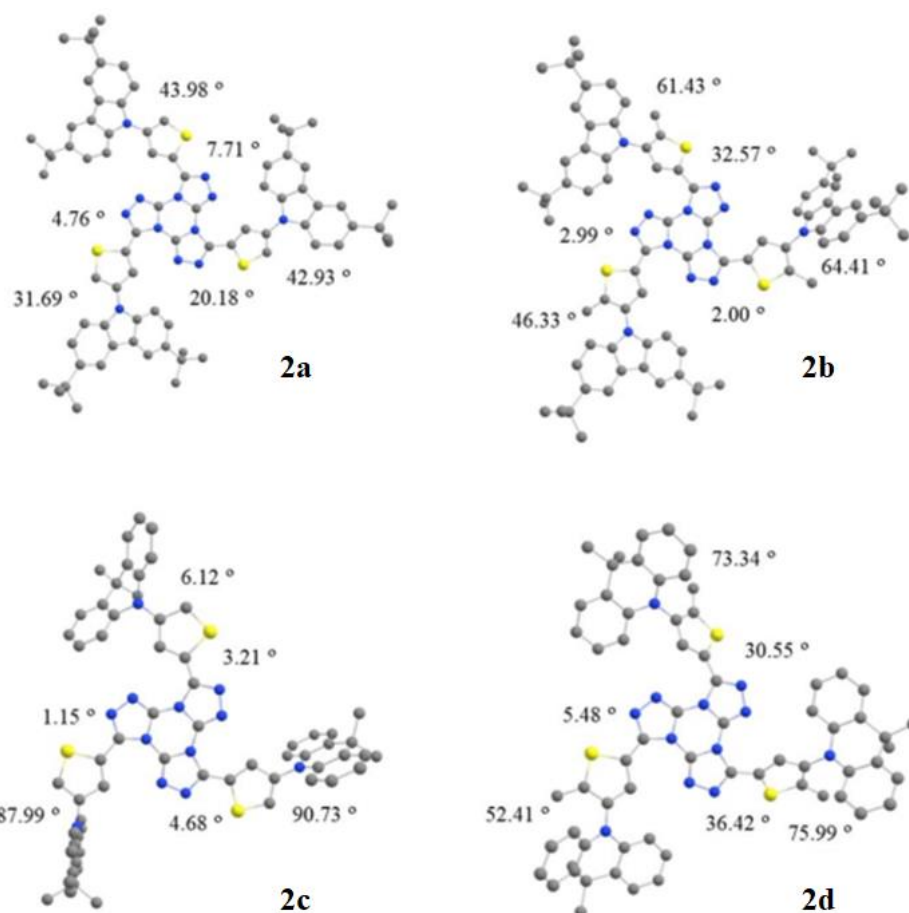 43.98 º
7.71 º
4.76 º
31.69 º
20.18 º
42.93 º
2a
61.43 º
32.57 º
2.99 º
64.41 º
46.33 º
2.00 º
2b
6.12 º
3.21 º
1.15 º
87.99 º
4.68 º
90.73 º
2c
73.34 º
30.55 º
5.48 º
52.41 º
36.42 º
75.99 º
2d